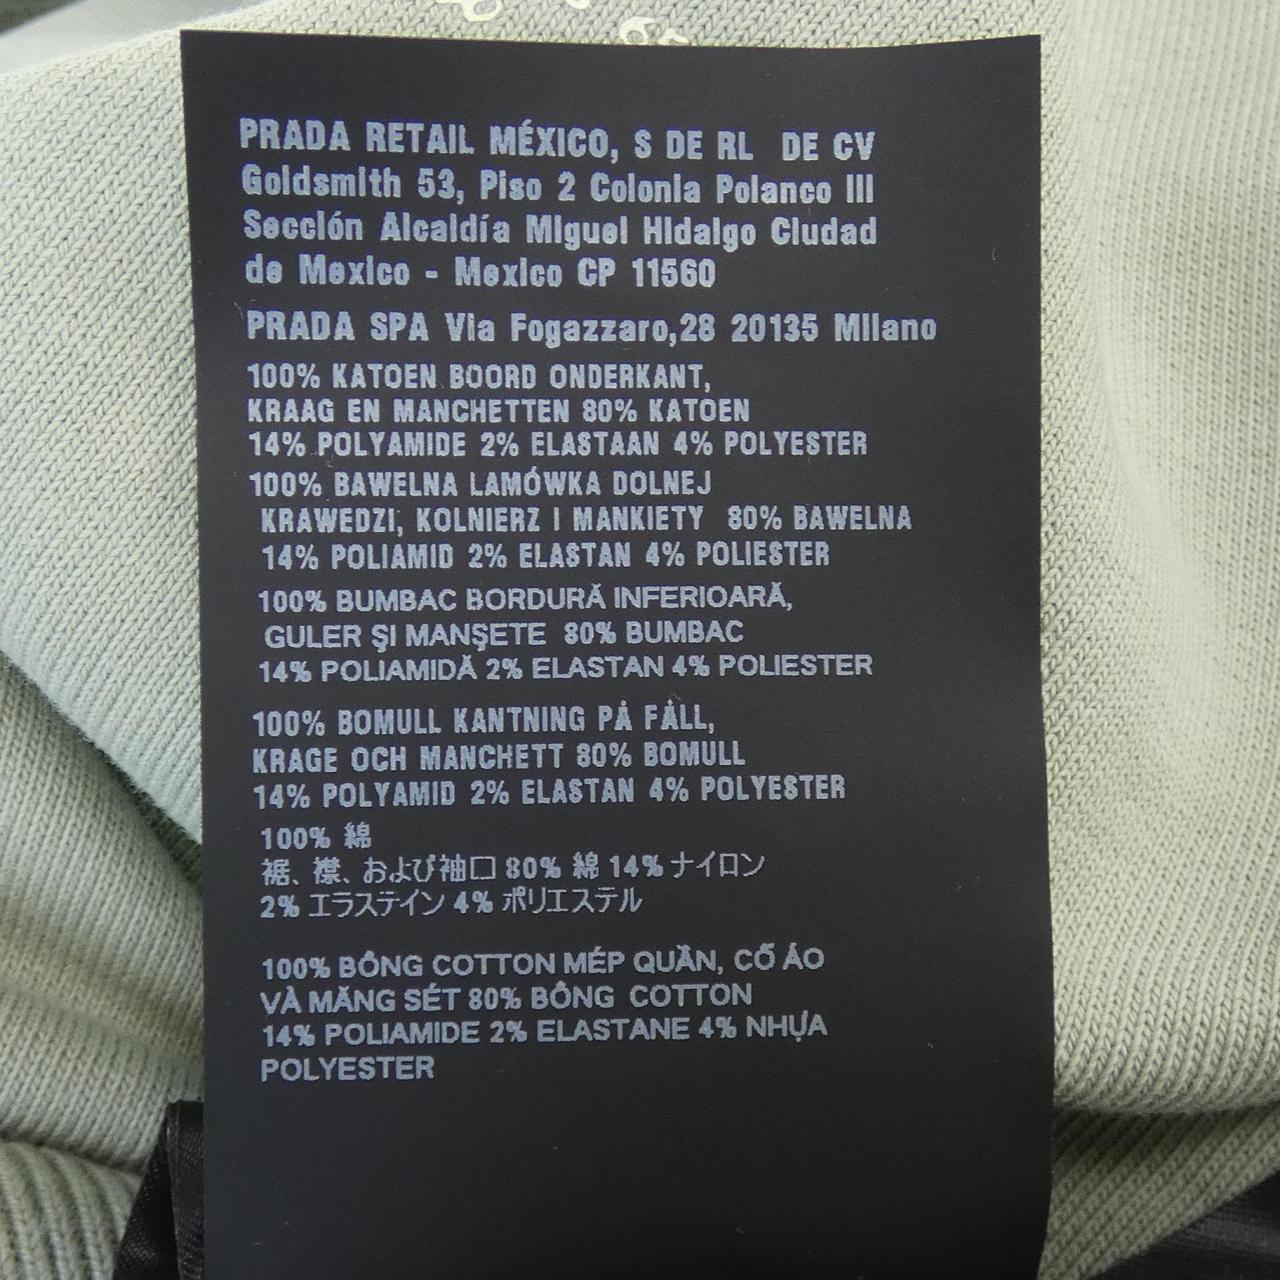 PRADA RETAIL MÉXICO, S DE RL DE CV
Goldsmith 53, Piso 2 Colonia Polanco III
Sección Alcaldía Miguel Hidalgo Ciudad
de Mexico - Mexico CP 11560
PRADA SPA Via Fogazzaro,28 20135 Milano
100% KATOEN BOORD ONDERKANT,
KRAAG EN MANCHETTEN 80% KATOEN
14% POLYAMIDE 2% ELASTAAN 4% POLYESTER
100% BAWELNA LAMÓWKA DOLNEJ
KRAWEDZI, KOLNIERZ I MANKIETY 80% BAWELNA
14% POLIAMID 2% ELASTAN 4% POLIESTER
100% BUMBAC BORDURĂ INFERIOARĂ,
GULER ŞI MANŞETE 80% BUMBAC
14% POLIAMIDĂ 2% ELASTAN 4% POLIESTER
100% BOMULL KANTNING PÅ FÅLL,
KRAGE OCH MANCHETT 80% BOMULL
14% POLYAMID 2% ELASTAN 4% POLYESTER
100% 綿
裾、襟、および袖口 80% 綿 14% ナイロン
2% エラステイン 4% ポリエステル
100% BÔNG COTTON MÉP QUẦN, CỔ ÁO
VÀ MĂNG SÉT 80% BÔNG COTTON
14% POLIAMIDE 2% ELASTANE 4% NHỰA
POLYESTER